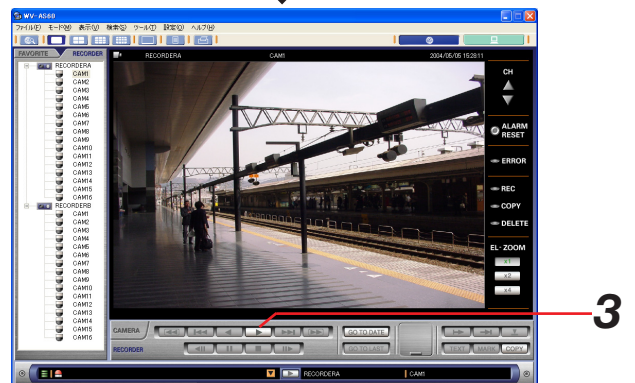 WV-AS60
ファイル(F) モード(M) 表示(V) 検索(S) ツール(T) 設定(O) ヘルプ(H)
FAVORITE RECORDER
RECORDERA CAM1 2004/05/05 15:28:11
RECORDERA
CAM1
CAM2
CAM3
CAM4
CAM5
CAM6
CAM7
CAM8
CAM9
CAM10
CAM11
CAM12
CAM13
CAM14
CAM15
CAM16
RECORDERB
CAM1
CAM2
CAM3
CAM4
CAM5
CAM6
CAM7
CAM8
CAM9
CAM10
CAM11
CAM12
CAM13
CAM14
CAM15
CAM16
CH
ALARM
RESET
ERROR
REC
COPY
DELETE
EL-ZOOM
x1
x2
x4
3
CAMERA
GO TO DATE
RECORDER
GO TO LAST
TEXT MARK COPY
RECORDERA CAM1